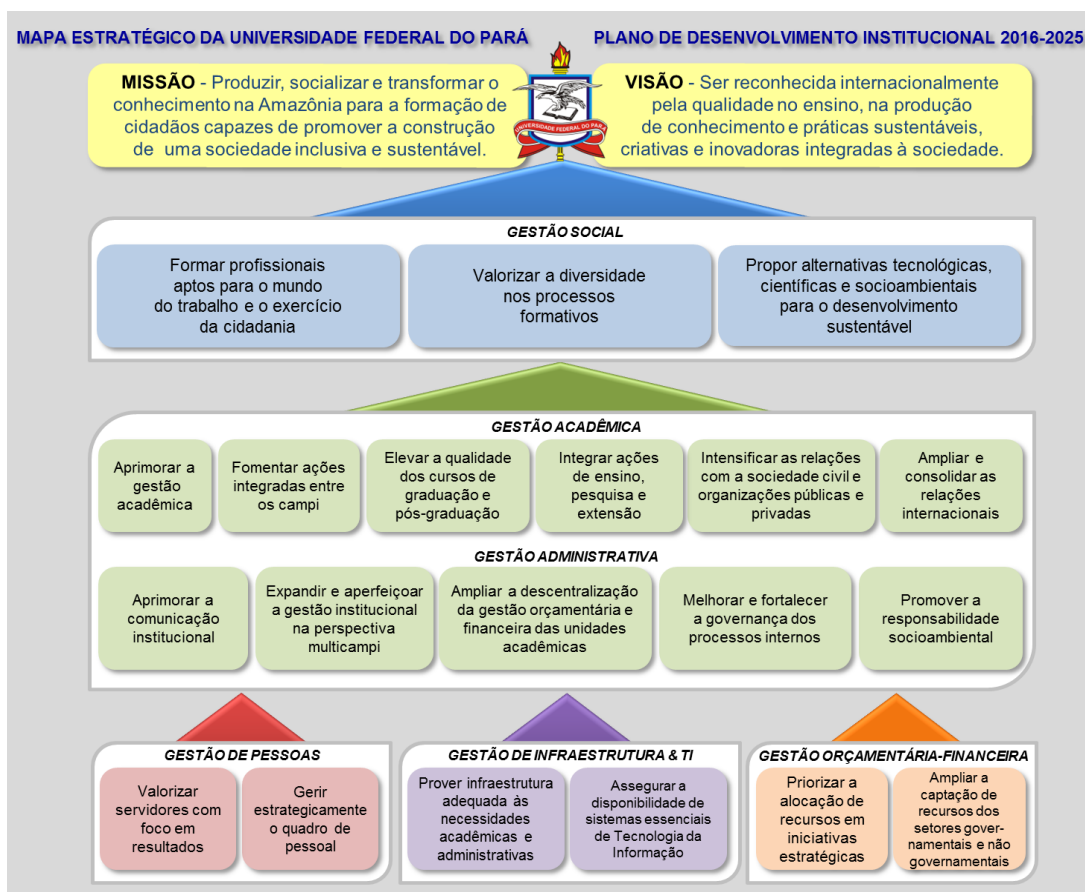 MAPA ESTRATÉGICO DA UNIVERSIDADE FEDERAL DO PARÁ
PLANO DE DESENVOLVIMENTO INSTITUCIONAL 2016-2025
MISSÃO - Produzir, socializar e transformar o
conhecimento na Amazônia para a formação de
cidadãos capazes de promover a construção
de uma sociedade inclusiva e sustentável.
UNIVERSIDADE FEDERAL DO PARÁ
VISÃO - Ser reconhecida internacionalmente
pela qualidade no ensino, na produção
de conhecimento e práticas sustentáveis,
criativas e inovadoras integradas à sociedade.
GESTÃO SOCIAL
Formar profissionais
aptos para o mundo
do trabalho e o exercício
da cidadania
Valorizar a diversidade
nos processos
formativos
Propor alternativas tecnológicas,
científicas e socioambientais
para o desenvolvimento
sustentável
GESTÃO ACADÊMICA
Aprimorar a
gestão
acadêmica
Fomentar ações
integradas entre
os campi
Elevar a qualidade
dos cursos de
graduação e
pós-graduação
Integrar ações
de ensino,
pesquisa e
extensão
Intensificar as relações
com a sociedade civil e
organizações públicas e
privadas
Ampliar e
consolidar as
relações
internacionais
GESTÃO ADMINISTRATIVA
Aprimorar a
comunicação
institucional
Expandir e aperfeiçoar
a gestão institucional
na perspectiva
multicampi
Ampliar a descentralização
da gestão orçamentária e
financeira das unidades
acadêmicas
Melhorar e fortalecer
a governança dos
processos internos
Promover a
responsabilidade
socioambiental
GESTÃO DE PESSOAS
Valorizar
servidores com
foco em
resultados
Gerir
estrategicamente
o quadro de
pessoal
GESTÃO DE INFRAESTRUTURA & TI
Prover infraestrutura
adequada às
necessidades
acadêmicas e
administrativas
Assegurar a
disponibilidade de
sistemas essenciais
de Tecnologia da
Informação
GESTÃO ORÇAMENTÁRIA-FINANCEIRA
Priorizar a
alocação de
recursos em
iniciativas
estratégicas
Ampliar a
captação de
recursos dos
setores gover-
namentais e não
governamentais